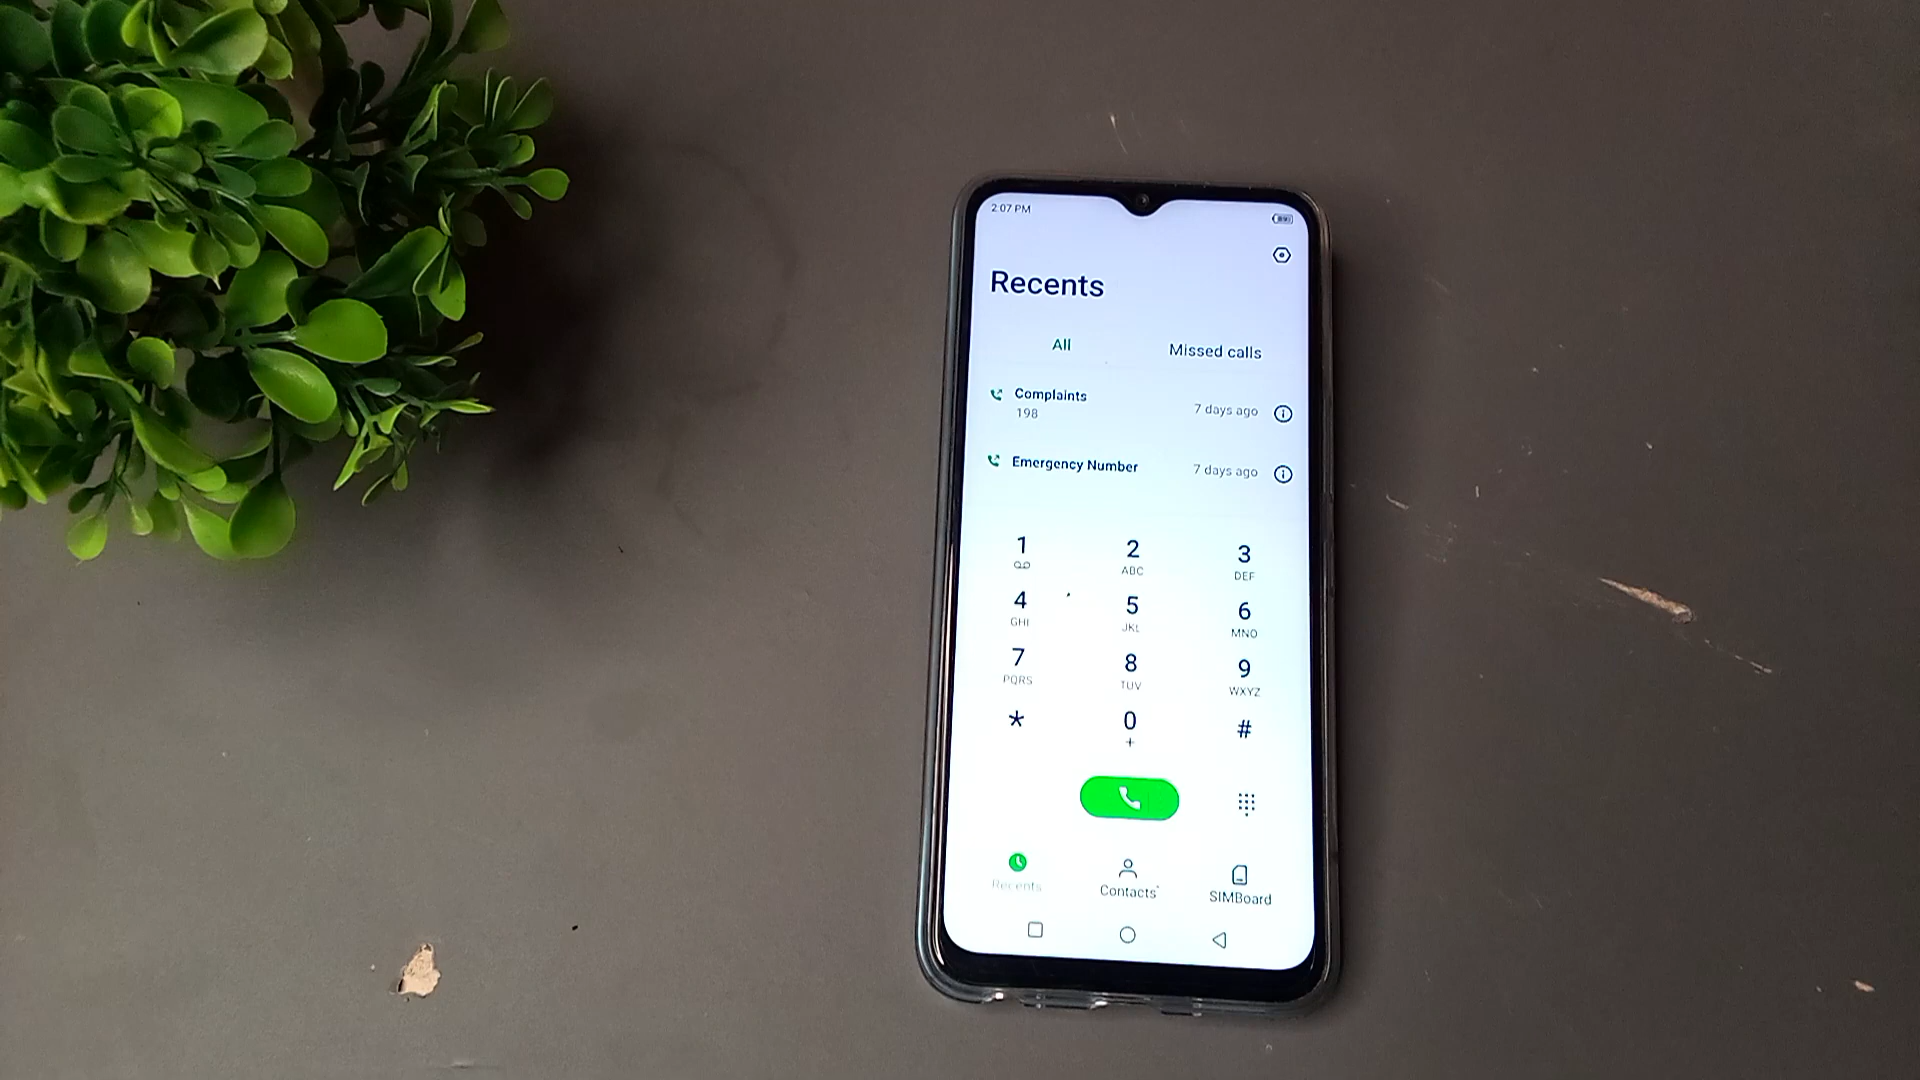 2:07 PM
Recents
All Missed calls
Complaints
198
7 days ago
Emergency Number 7 days ago
1 2 3
ABC DEF
4 5 6
GHI JKL MNO
7 8 9
PQRS TUV WXYZ
* 0 #
+
Recents Contacts SIMBoard